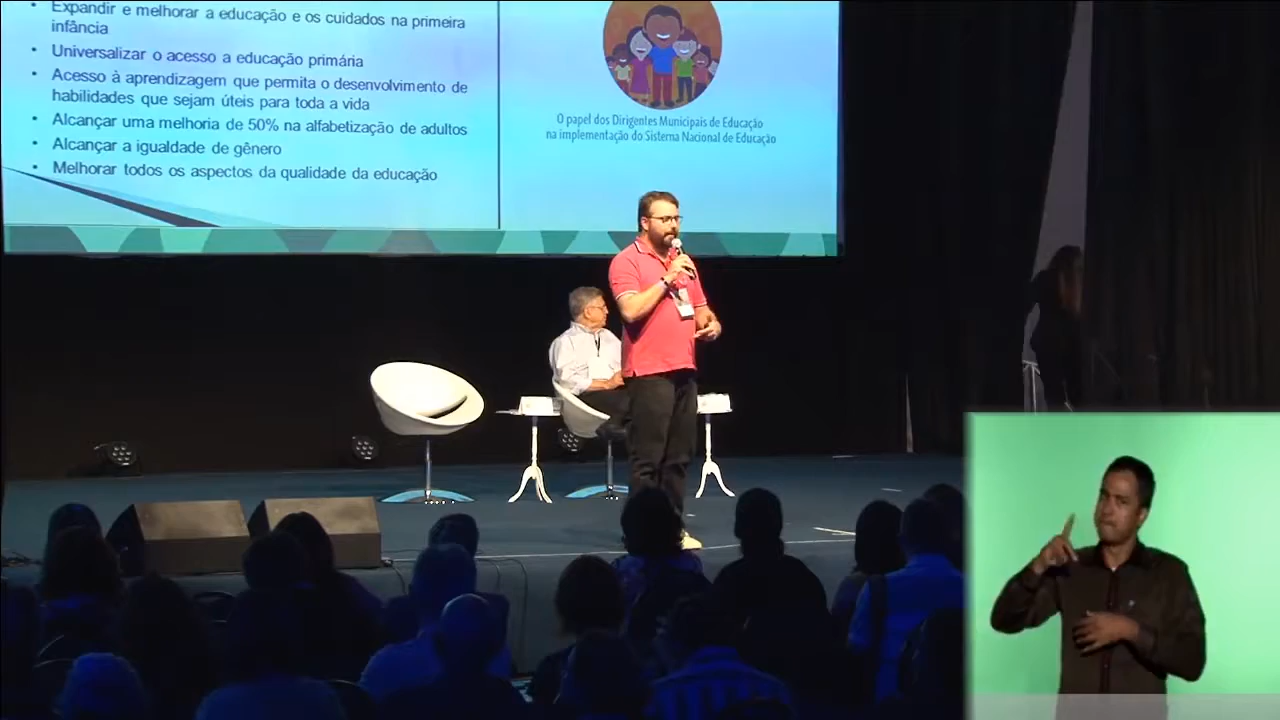 Expandir e melhorar a educação e os cuidados na primeira
infância
Universalizar o acesso a educação primária
Acesso à aprendizagem que permita o desenvolvimento de
habilidades que sejam úteis para toda a vida
Alcançar uma melhoria de 50% na alfabetização de adultos
Alcançar a igualdade de gênero
Melhorar todos os aspectos da qualidade da educação
O papel dos Dirigentes Municipais de Educação
na implementação do Sistema Nacional de Educação